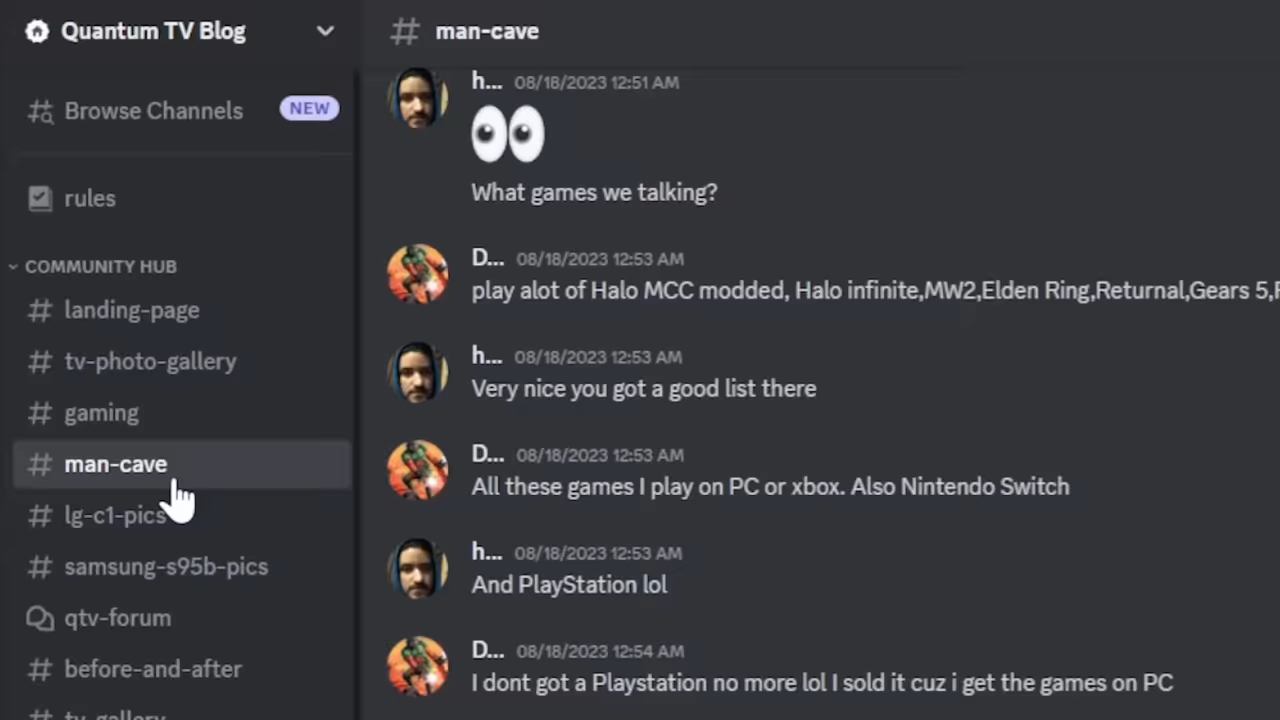 Quantum TV Blog
Browse Channels NEW
rules
COMMUNITY HUB
landing-page
tv-photo-gallery
gaming
man-cave
lg-c1-pics
samsung-s95b-pics
qtv-forum
before-and-after
tv-gallery
man-cave
h... 08/18/2023 12:51 AM
What games we talking?
D... 08/18/2023 12:53 AM
play alot of Halo MCC modded, Halo infinite,MW2,Elden Ring,Returnal,Gears 5,
h... 08/18/2023 12:53 AM
Very nice you got a good list there
D... 08/18/2023 12:53 AM
All these games I play on PC or xbox. Also Nintendo Switch
h... 08/18/2023 12:53 AM
And PlayStation lol
D... 08/18/2023 12:54 AM
I dont got a Playstation no more lol I sold it cuz i get the games on PC